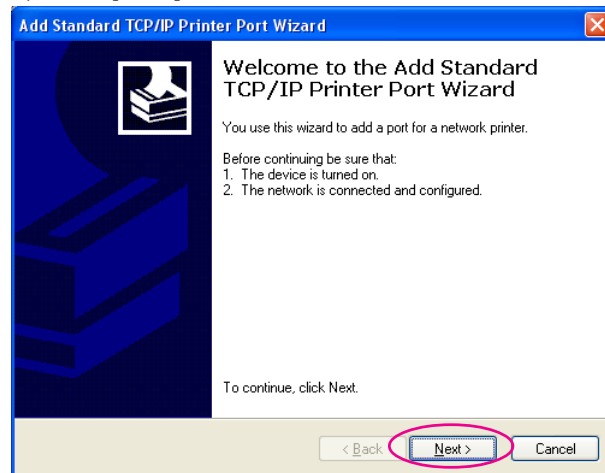 Add Standard TCP/IP Printer Port Wizard
Welcome to the Add Standard
TCP/IP Printer Port Wizard
You use this wizard to add a port for a network printer.
Before continuing be sure that:
1. The device is turned on.
2. The network is connected and configured.
To continue, click Next.
< Back
Next >
Cancel